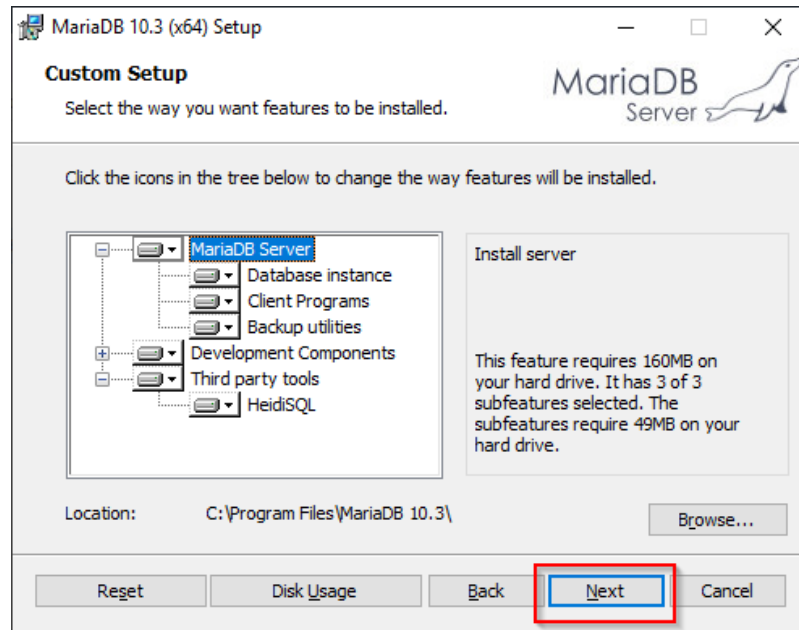 MariaDB 10.3 (x64) Setup
Custom Setup
Select the way you want features to be installed.
MariaDB
Server
Click the icons in the tree below to change the way features will be installed.
MariaDB Server
Database instance
Client Programs
Backup utilities
Development Components
Third party tools
HeidiSQL
Install server
This feature requires 160MB on
your hard drive. It has 3 of 3
subfeatures selected. The
subfeatures require 49MB on your
hard drive.
Location: C:\Program Files\MariaDB 10.3\
Browse...
Reset Disk Usage Back Next Cancel